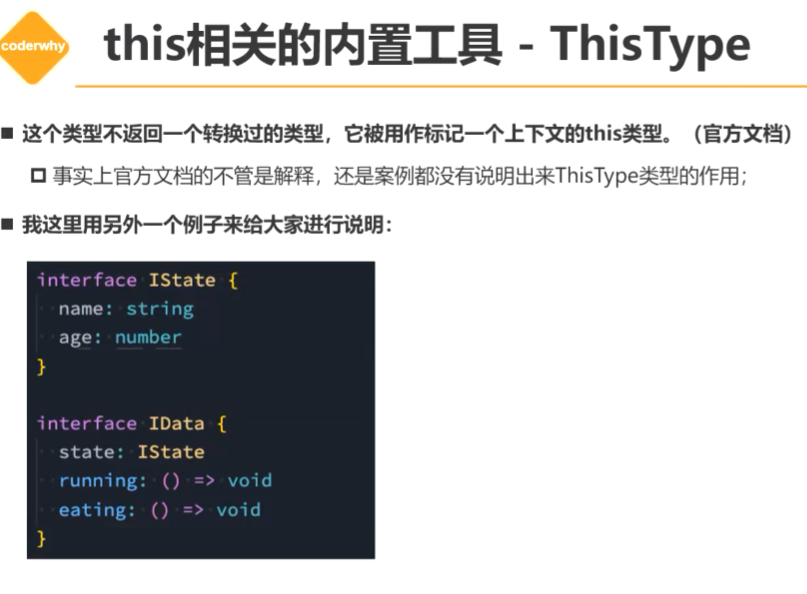 coderwhy
this相关的内置工具 - ThisType
这个类型不返回一个转换过的类型，它被用作标记一个上下文的this类型。（官方文档）
事实上官方文档的不管是解释，还是案例都没有说明出来ThisType类型的作用；
我这里用另外一个例子来给大家进行说明：
interface IState {
name: string
age: number
}
interface IData {
state: IState
running: () => void
eating: () => void
}